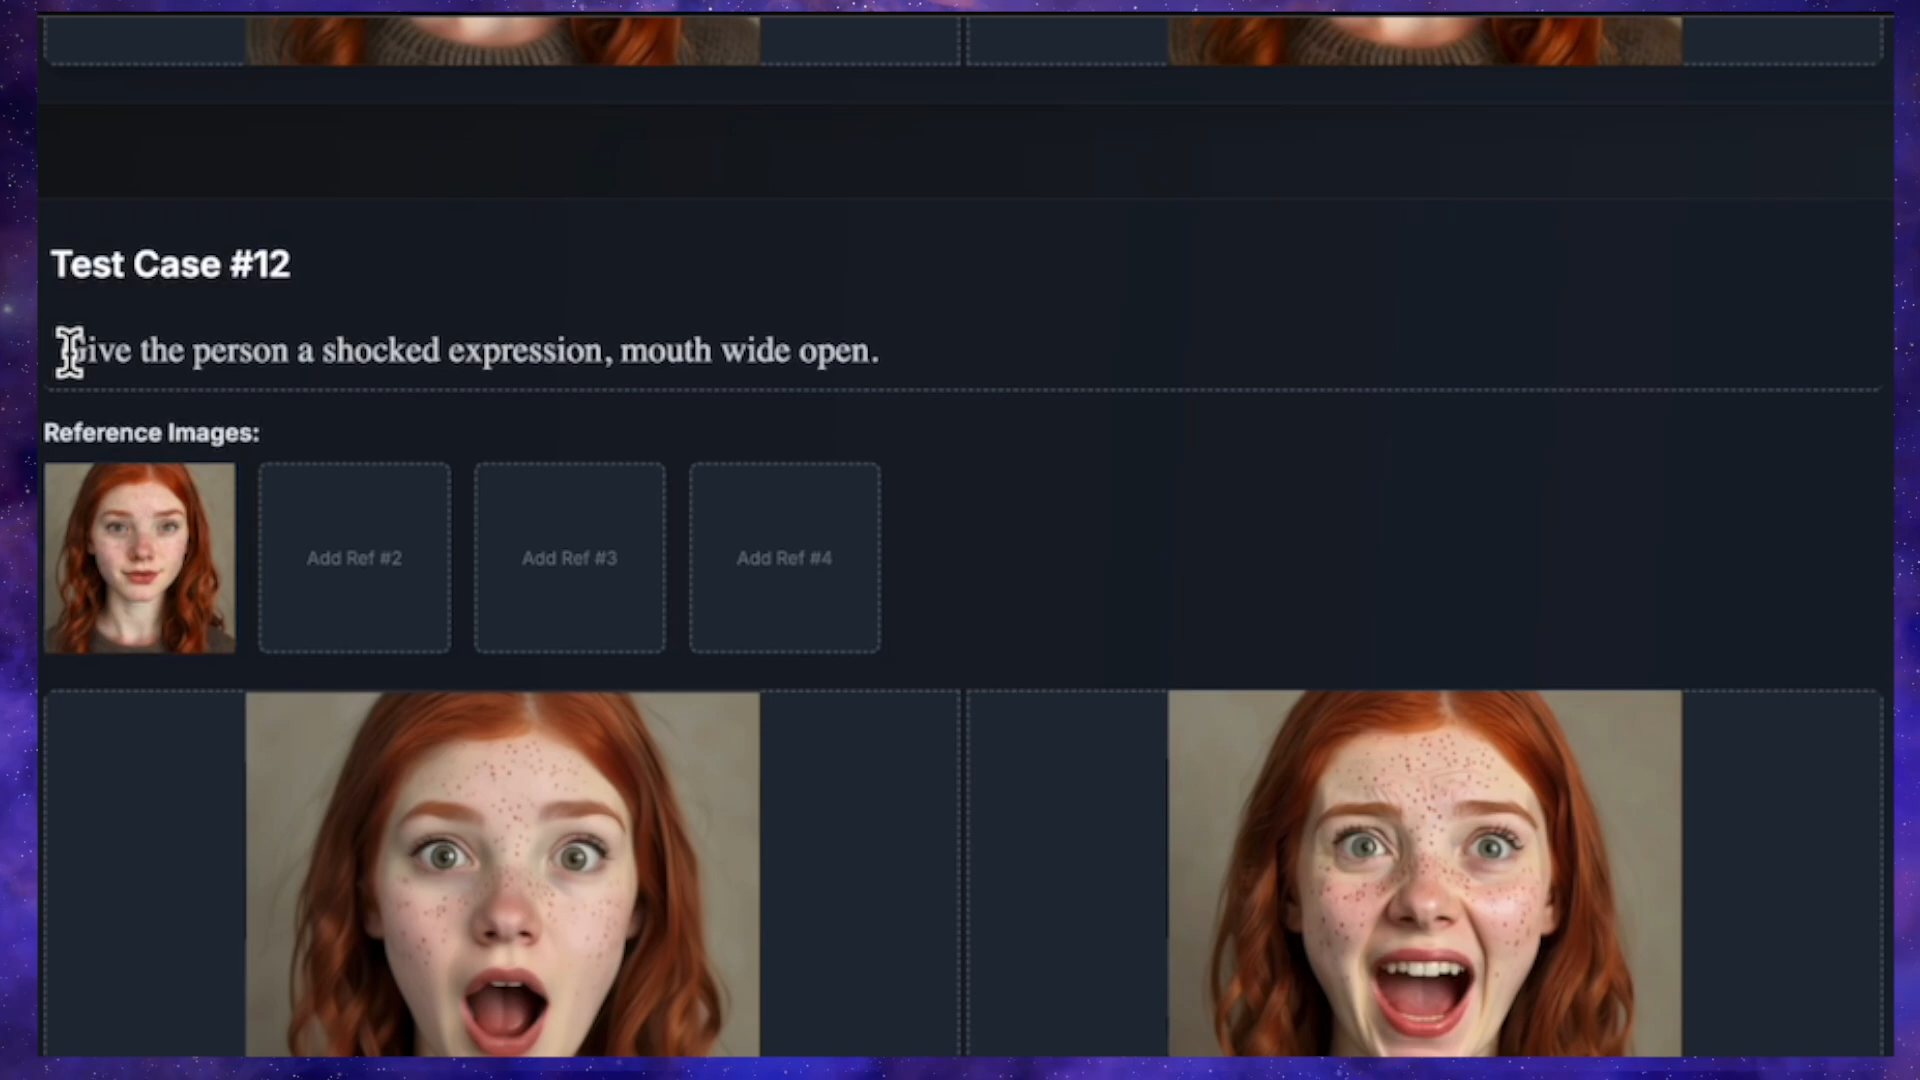 Test Case #12
Give the person a shocked expression, mouth wide open.
Reference Images:
Add Ref #2
Add Ref #3
Add Ref #4